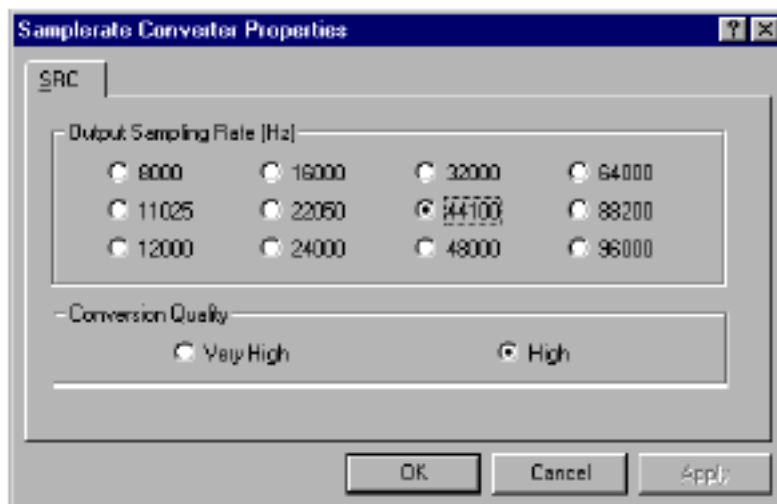 Samplerate Converter Properties
SRC
Output Sampling Rate (Hz)
8000 16000 32000 64000
11025 22050 44100 88200
12000 24000 48000 96000
Conversion Quality
Very High High
OK Cancel Apply